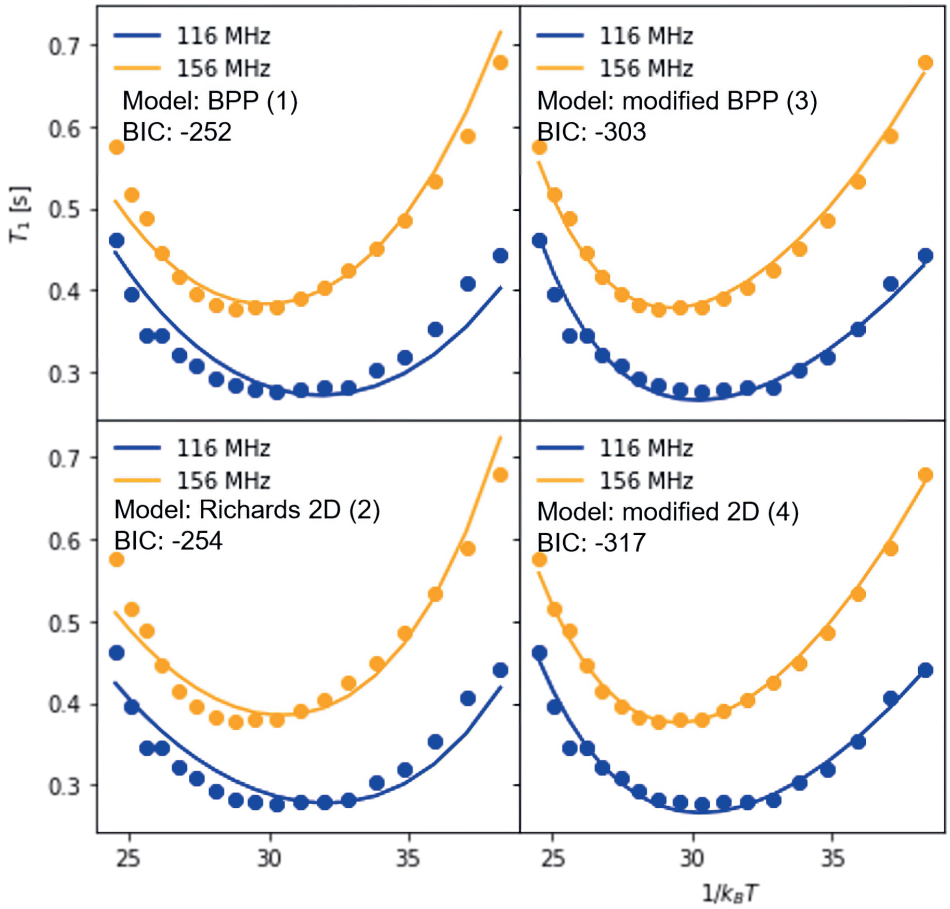 116 MHz
156 MHz
Model: BPP (1)
BIC: -252
116 MHz
156 MHz
Model: modified BPP (3)
BIC: -303
0.7
0.6
0.5
0.4
0.3
T₁ [s]
116 MHz
156 MHz
Model: Richards 2D (2)
BIC: -254
116 MHz
156 MHz
Model: modified 2D (4)
BIC: -317
0.7
0.6
0.5
0.4
0.3
25
30
35
25
30
35
1/k_BT